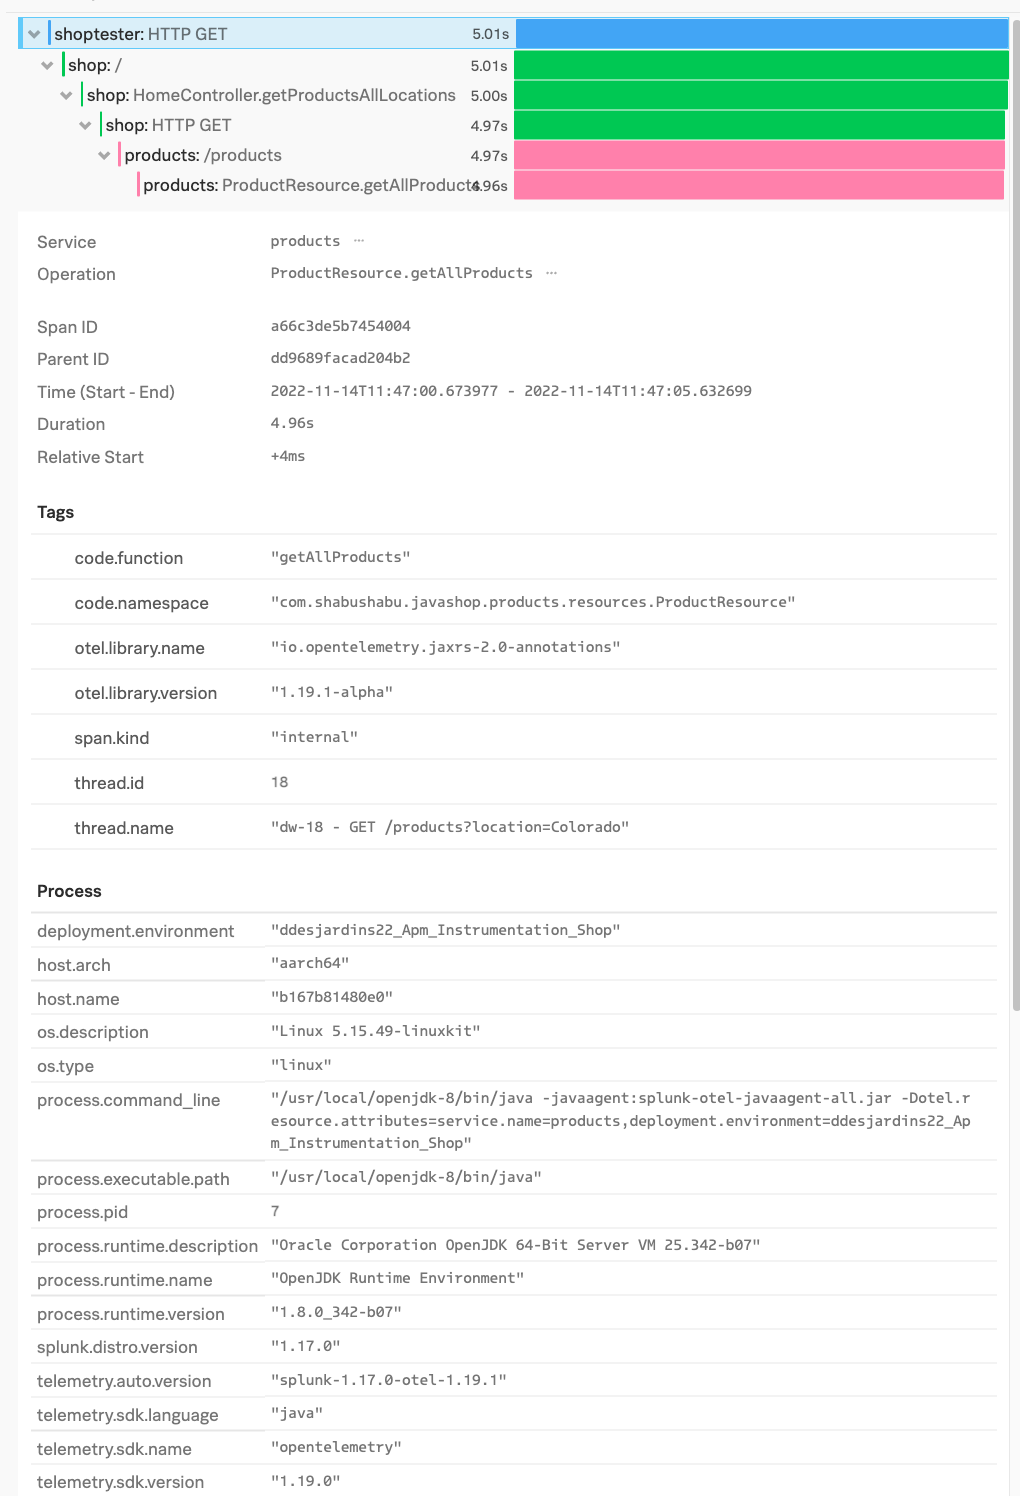 shoptester: HTTP GET 5.01s
shop: / 5.01s
shop: HomeController.getProductsAllLocations 5.00s
shop: HTTP GET 4.97s
products: /products 4.97s
products: ProductResource.getAllProducts 4.96s
Service products ···
Operation ProductResource.getAllProducts ···
Span ID a66c3de5b7454004
Parent ID dd9689facad204b2
Time (Start - End) 2022-11-14T11:47:00.673977 - 2022-11-14T11:47:05.632699
Duration 4.96s
Relative Start +4ms
Tags
code.function "getAllProducts"
code.namespace "com.shabushabu.javashop.products.resources.ProductResource"
otel.library.name "io.opentelemetry.jaxrs-2.0-annotations"
otel.library.version "1.19.1-alpha"
span.kind "internal"
thread.id 18
thread.name "dw-18 - GET /products?location=Colorado"
Process
deployment.environment "ddesjardins22_Apm_Instrumentation_Shop"
host.arch "aarch64"
host.name "b167b81480e0"
os.description "Linux 5.15.49-linuxkit"
os.type "linux"
process.command_line "/usr/local/openjdk-8/bin/java -javaagent:splunk-otel-javaagent-all.jar -Dotel.r
esource.attributes=service.name=products,deployment.environment=ddesjardins22_Ap
m_Instrumentation_Shop"
process.executable.path "/usr/local/openjdk-8/bin/java"
process.pid 7
process.runtime.description "Oracle Corporation OpenJDK 64-Bit Server VM 25.342-b07"
process.runtime.name "OpenJDK Runtime Environment"
process.runtime.version "1.8.0_342-b07"
splunk.distro.version "1.17.0"
telemetry.auto.version "splunk-1.17.0-otel-1.19.1"
telemetry.sdk.language "java"
telemetry.sdk.name "opentelemetry"
telemetry.sdk.version "1.19.0"